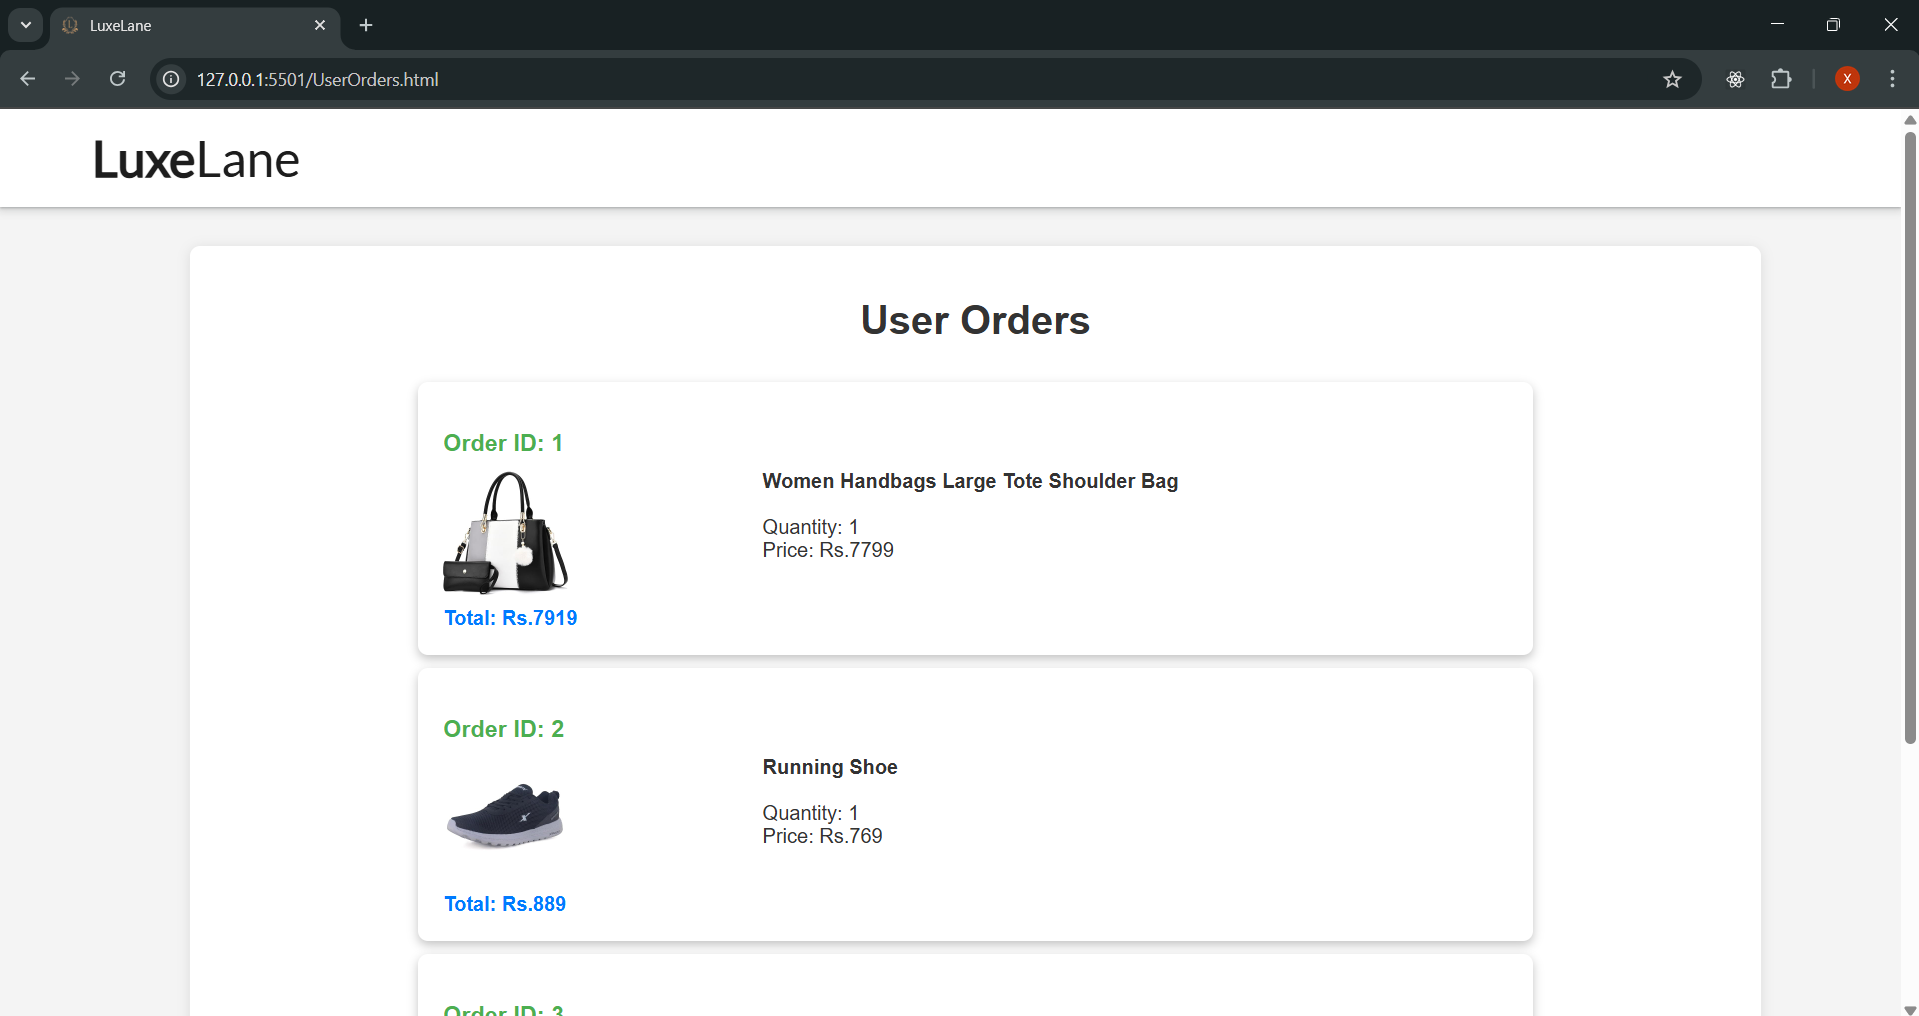 LuxeLane
127.0.0.1:5501/UserOrders.html
X
LuxeLane
User Orders
Order ID: 1
Women Handbags Large Tote Shoulder Bag
Quantity: 1
Price: Rs.7799
Total: Rs.7919
Order ID: 2
Running Shoe
Quantity: 1
Price: Rs.769
Total: Rs.889
Order ID: 3